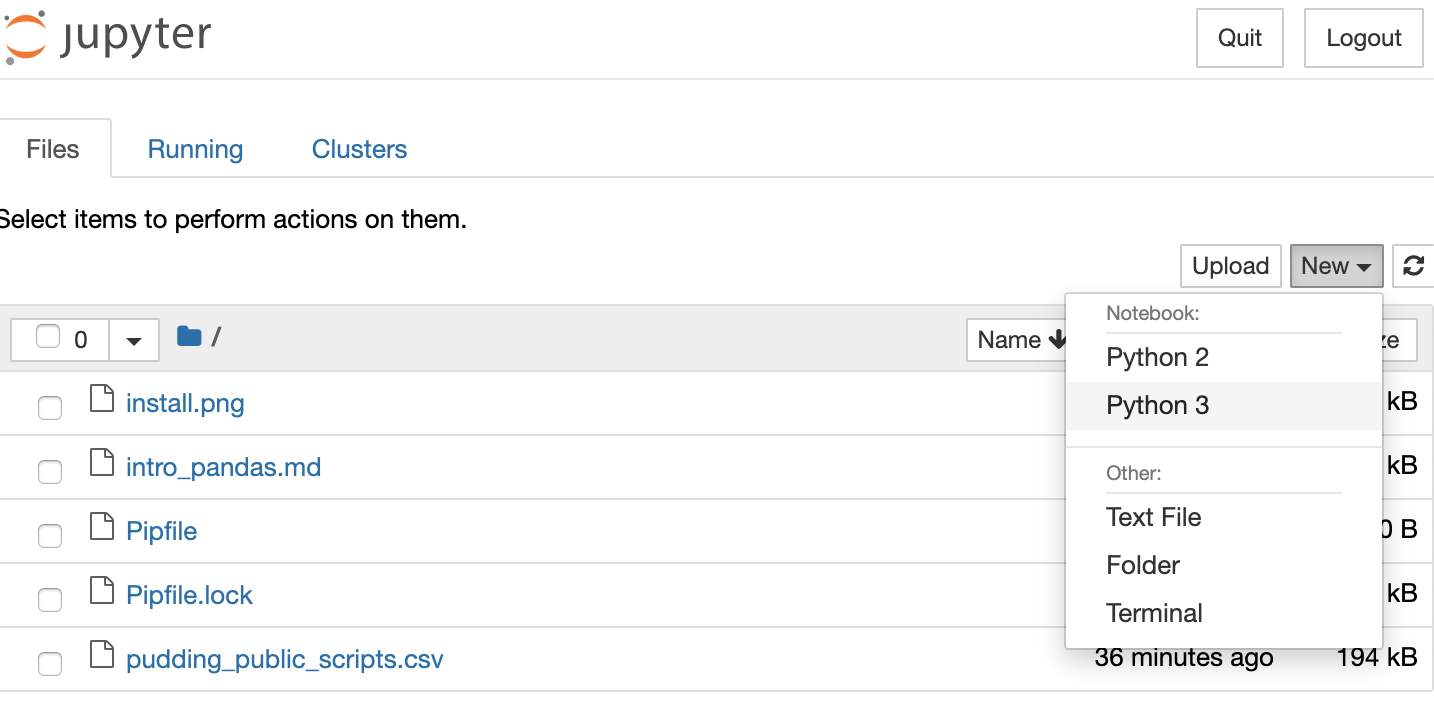 jupyter
Quit Logout
Files Running Clusters
Select items to perform actions on them.
Upload New
0 / Name
Notebook:
Python 2
install.png
Python 3
kB
Other:
intro_pandas.md kB
Text File
Pipfile B
Folder
Pipfile.lock kB
Terminal
pudding_public_scripts.csv 36 minutes ago 194 kB